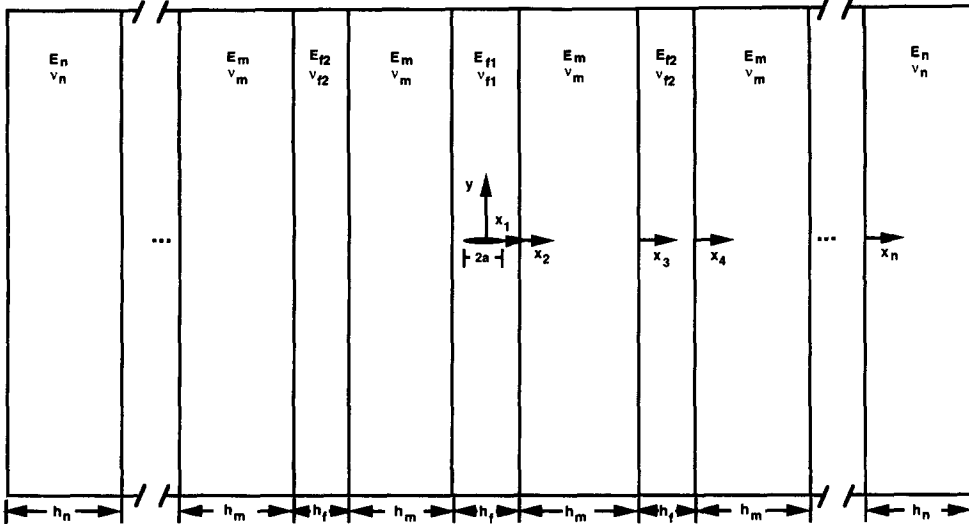 E_n E_m E_f2 E_m E_f1 E_m E_f2 E_m E_n
ν_n ν_m ν_f2 ν_m ν_f1 ν_m ν_f2 ν_m ν_n
y
x_1
... x_2 x_3 x_4 ... x_n
2a
h_n h_m h_f h_m h_f h_m h_f h_m h_n